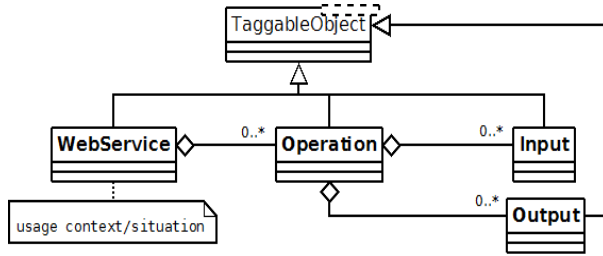 TaggableObject
WebService
0..*
Operation
0..*
Input
usage context/situation
0..*
Output